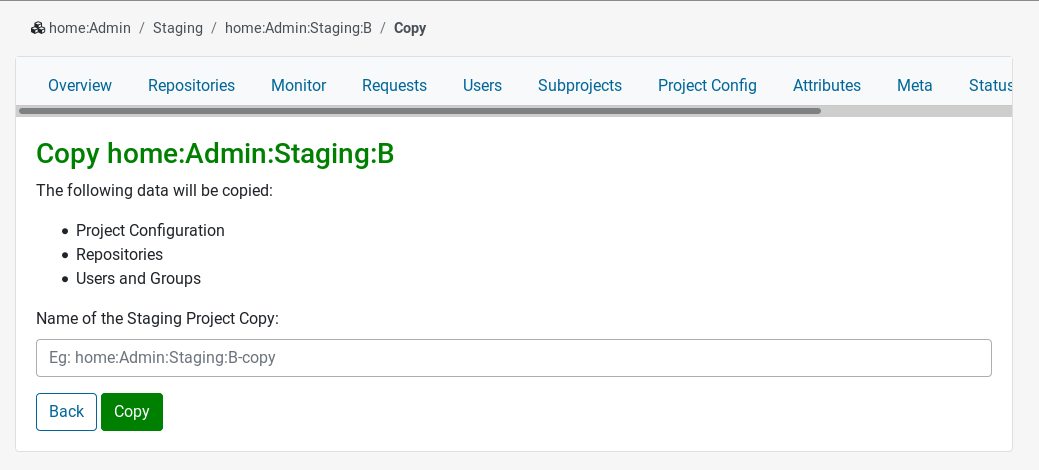 home:Admin / Staging / home:Admin:Staging:B / Copy
Overview Repositories Monitor Requests Users Subprojects Project Config Attributes Meta Status
Copy home:Admin:Staging:B
The following data will be copied:
• Project Configuration
• Repositories
• Users and Groups
Name of the Staging Project Copy:
Eg: home:Admin:Staging:B-copy
Back Copy